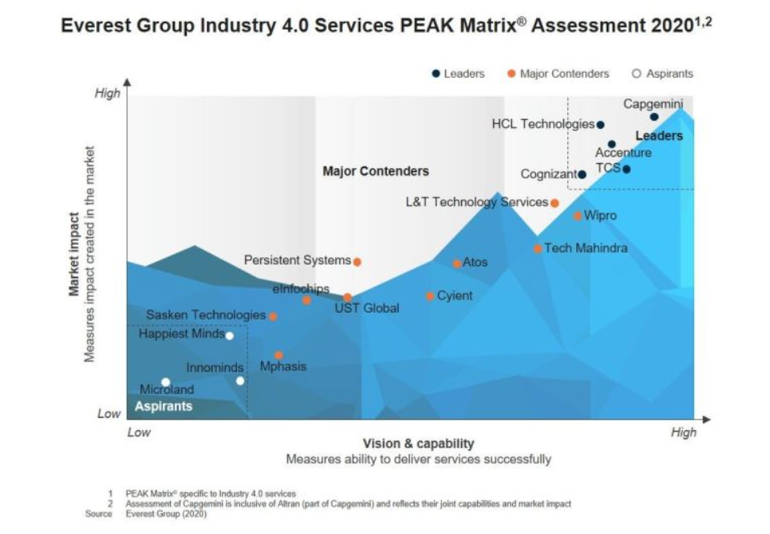 Everest Group Industry 4.0 Services PEAK Matrix® Assessment 2020¹,²
Leaders
Major Contenders
Aspirants
High
Capgemini
HCL Technologies
Leaders
Accenture
Major Contenders
Cognizant
TCS
L&T Technology Services
Wipro
Market impact
Measures impact created in the market
Tech Mahindra
Persistent Systems
Atos
eInfochips
Cyient
UST Global
Sasken Technologies
Happiest Minds
Innominds
Mphasis
Microland
Aspirants
Low
Low
High
Vision & capability
Measures ability to deliver services successfully
1 PEAK Matrix® specific to Industry 4.0 services
2 Assessment of Capgemini is inclusive of Altran (part of Capgemini) and reflects their joint capabilities and market impact
Source Everest Group (2020)